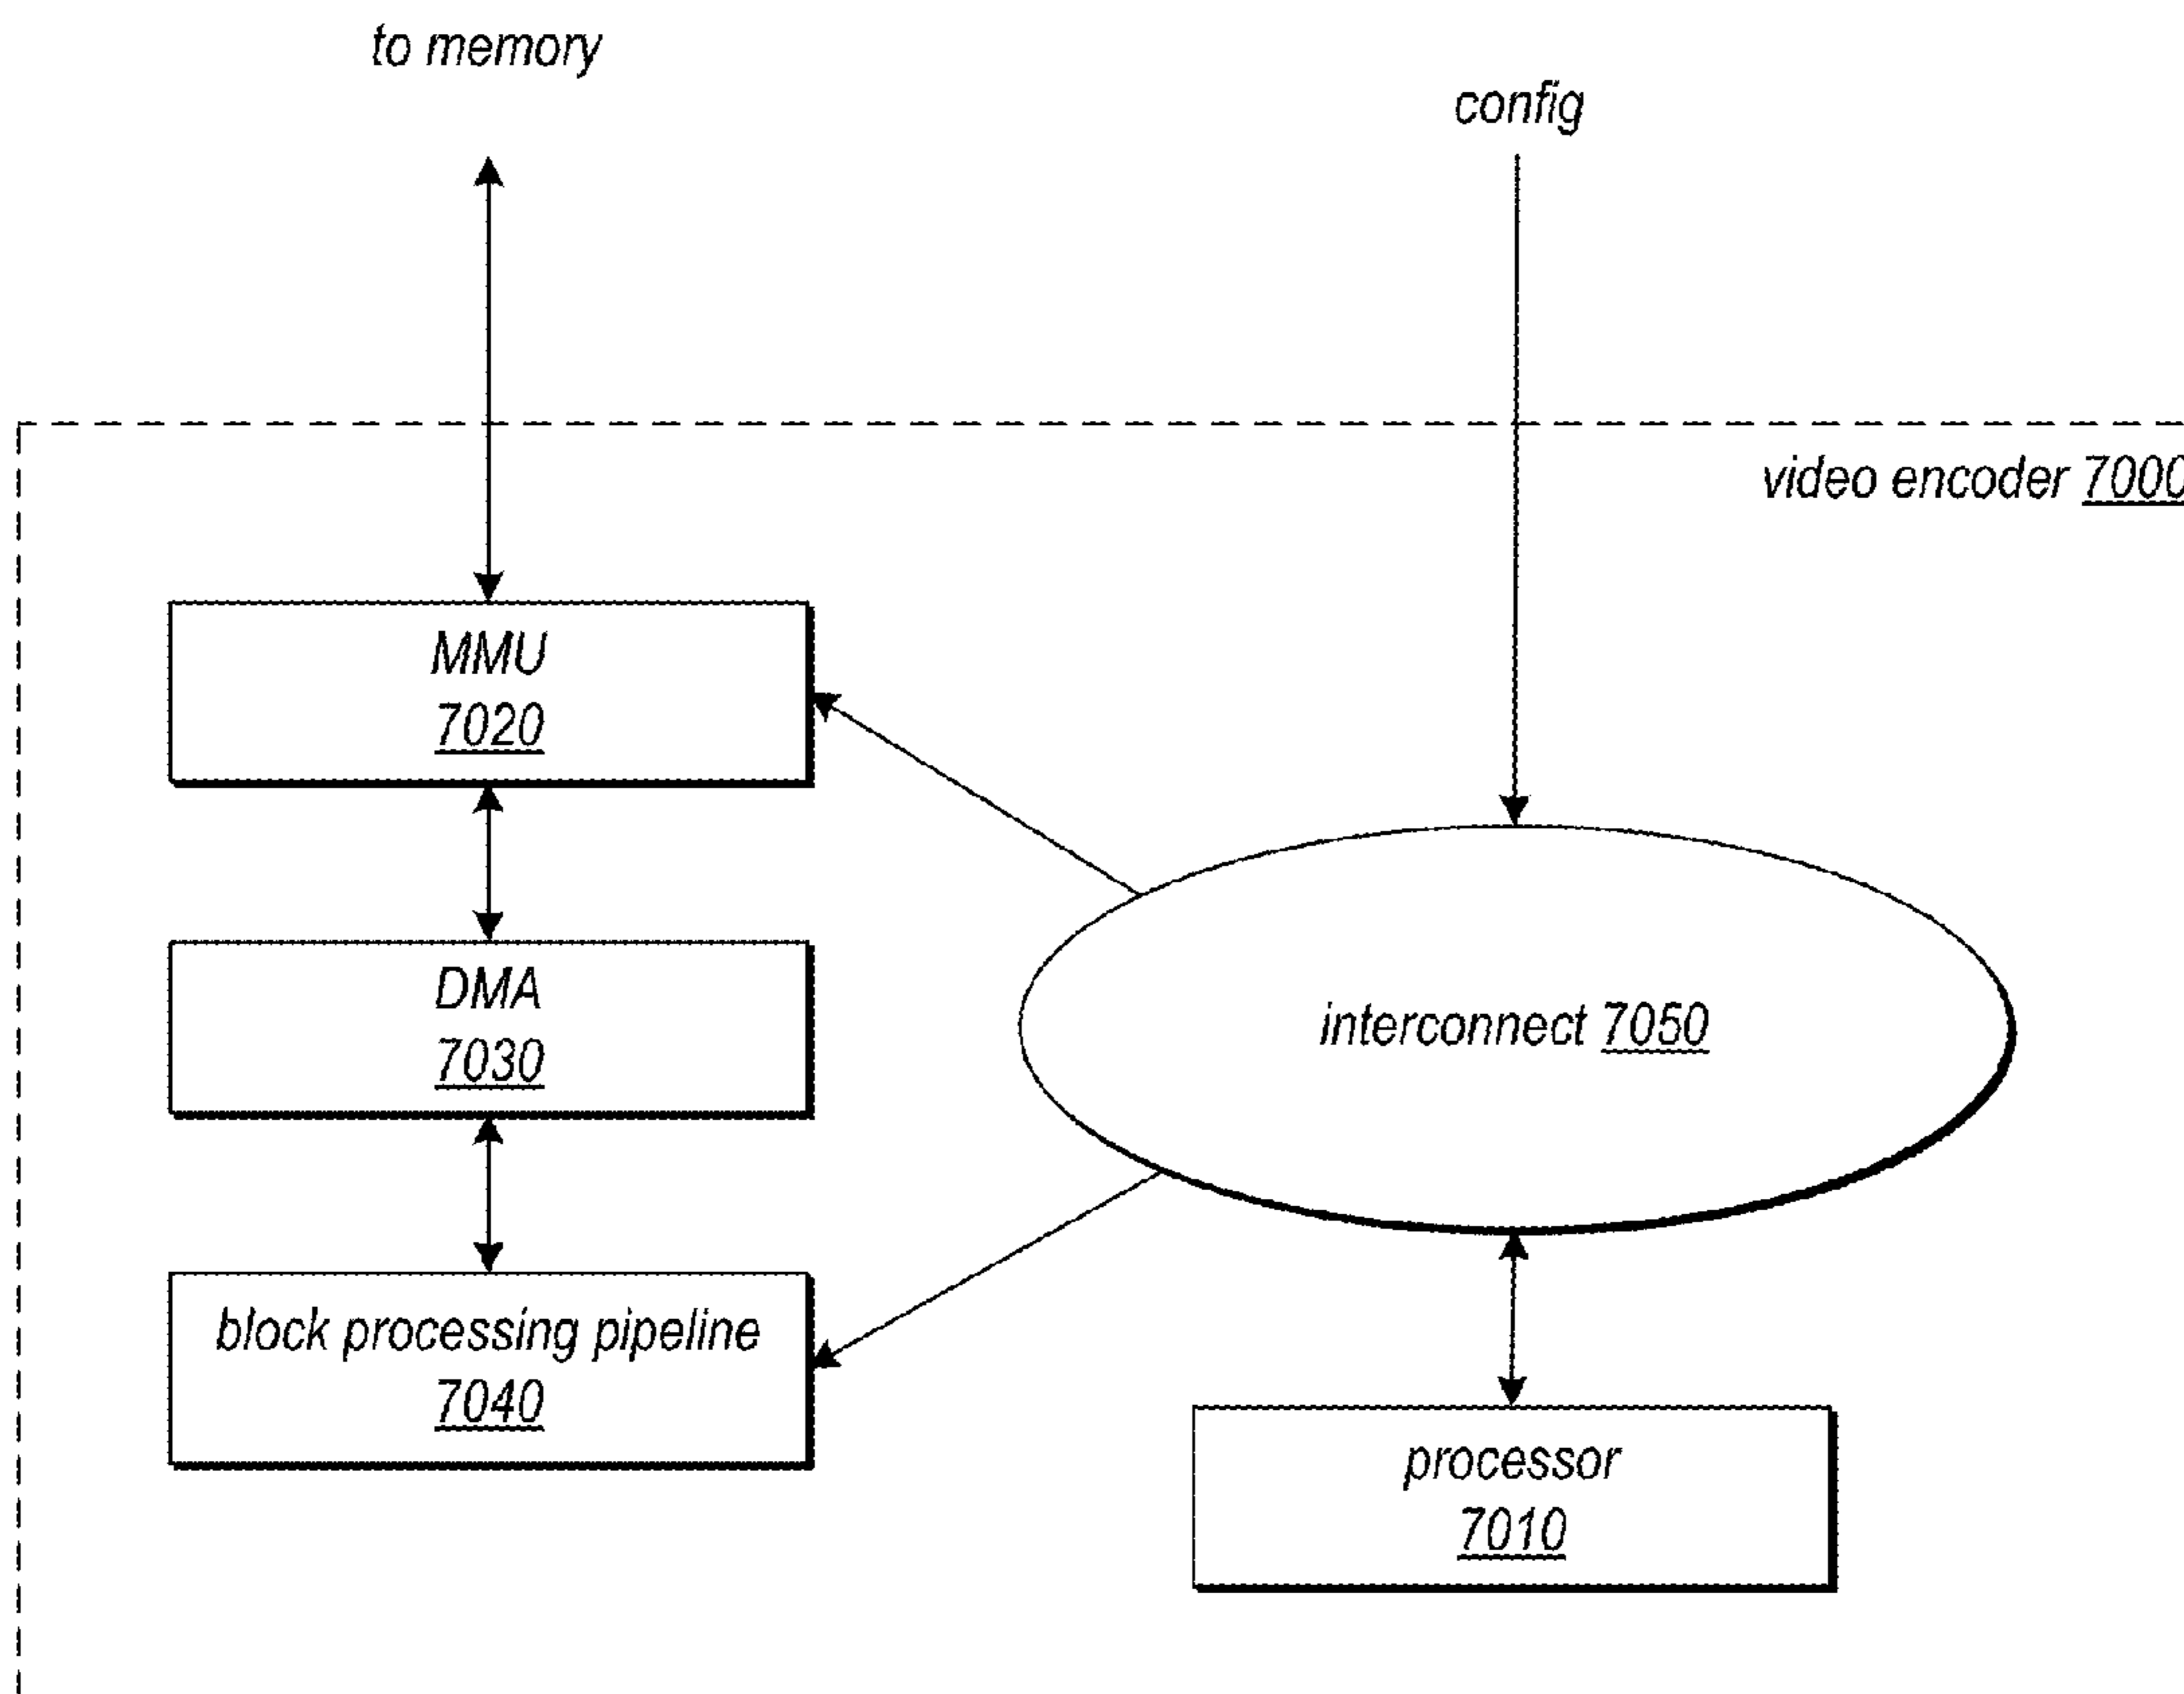 to memory
config
video encoder 7000
MMU
7020
DMA
7030
interconnect 7050
block processing pipeline
7040
processor
7010